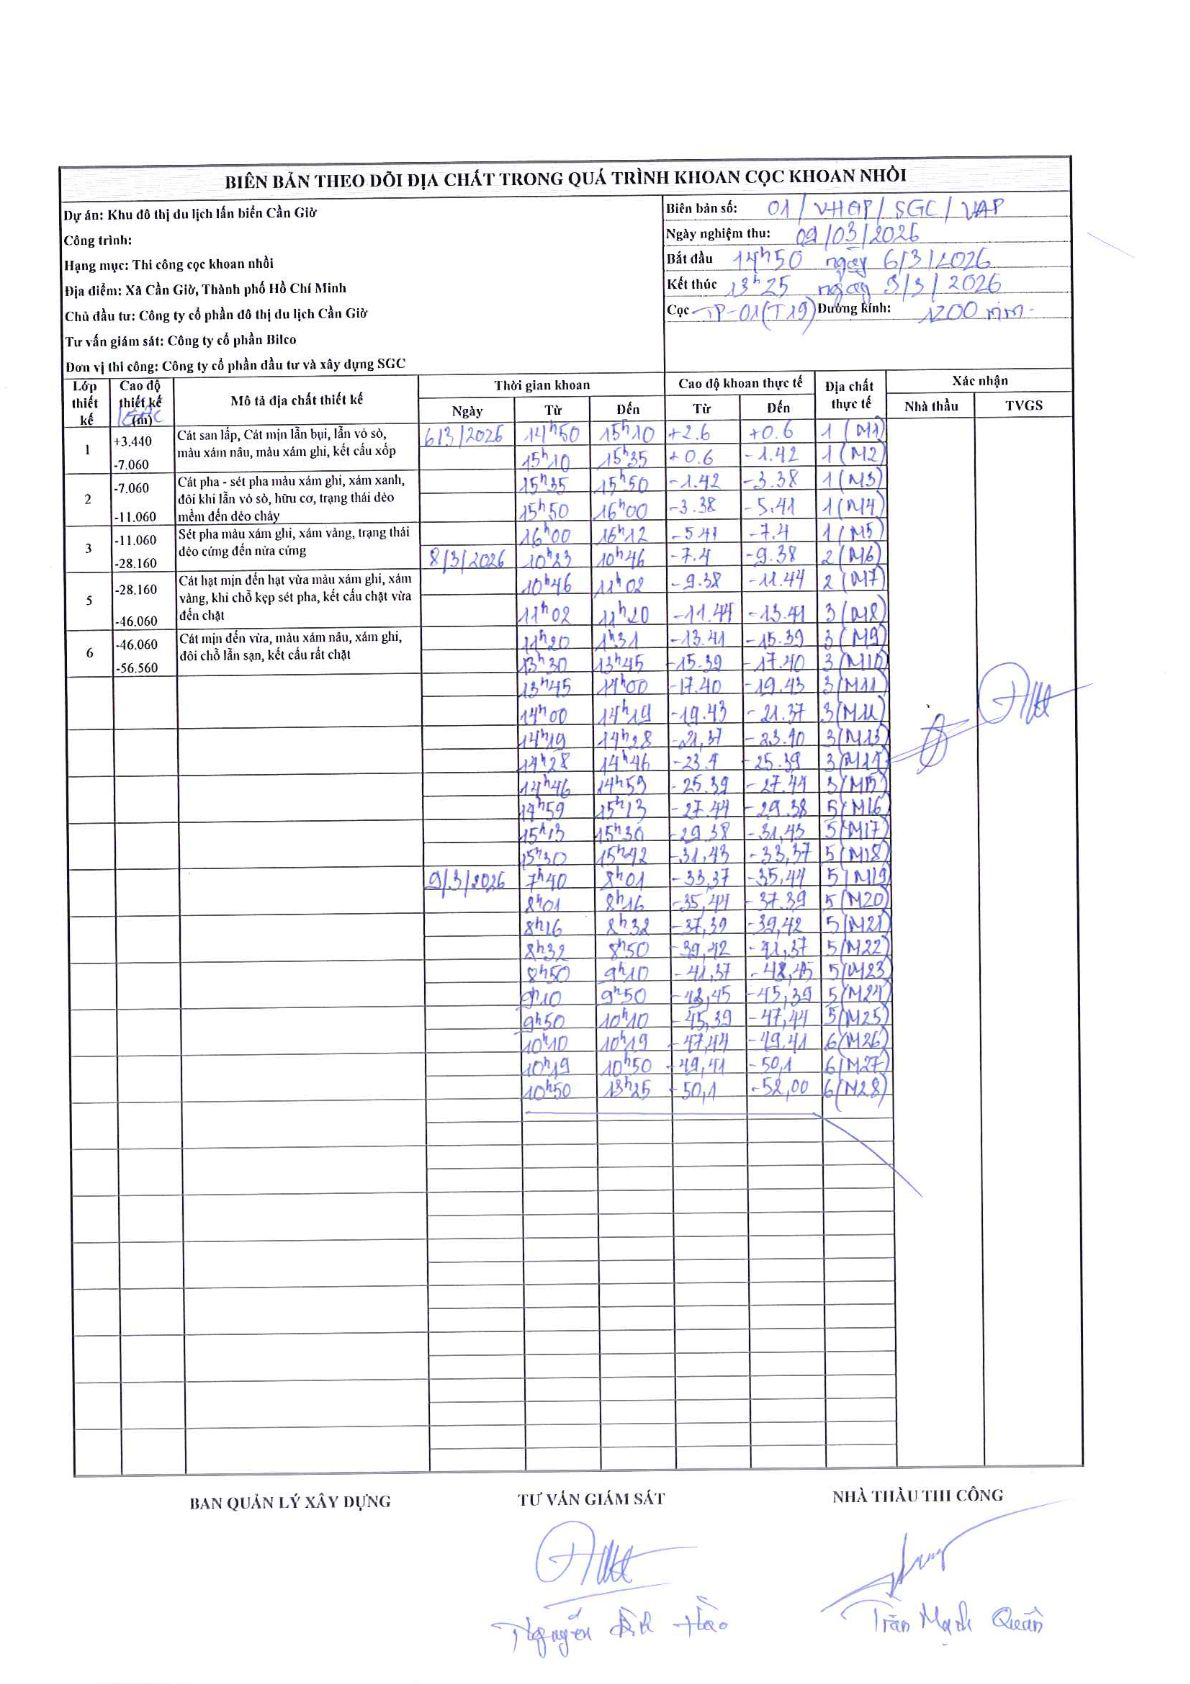 BIÊN BẢN THEO DÕI ĐỊA CHẤT TRONG QUÁ TRÌNH KHOAN CỌC KHOAN NHỒI
Dự án: Khu đô thị du lịch lấn biển Cần Giờ
Công trình:
Hạng mục: Thi công cọc khoan nhồi
Địa điểm: Xã Cần Giờ, Thành phố Hồ Chí Minh
Chủ đầu tư: Công ty cổ phần đô thị du lịch Cần Giờ
Tư vấn giám sát: Công ty cổ phần Bilco
Đơn vị thi công: Công ty cổ phần đầu tư và xây dựng SGC
Biên bản số: 01/VHGP/SGC/VAP
Ngày nghiệm thu: 09/03/2026
Bắt đầu 14h50 ngày 6/3/2026
Kết thúc 13h25 ngày 9/3/2026
Cọc TP-01(T19) Đường kính: 1200 mm
Lớp thiết kế Cao độ thiết kế (m) Mô tả địa chất thiết kế Thời gian khoan Cao độ khoan thực tế Địa chất thực tế Xác nhận
Ngày Từ Đến Từ Đến Nhà thầu TVGS
1 +3.440 -7.060 Cát san lấp, Cát mịn lẫn bụi, lẫn vỏ sò, màu xám nâu, màu xám ghi, kết cấu xốp
2 -7.060 -11.060 Cát pha - sét pha màu xám ghi, xám xanh, đôi khi lẫn vỏ sò, hữu cơ, trạng thái dẻo mềm đến dẻo chảy
3 -11.060 -28.160 Sét pha màu xám ghi, xám vàng, trạng thái dẻo cứng đến nửa cứng
5 -28.160 -46.060 Cát hạt mịn đến hạt vừa màu xám ghi, xám vàng, khi chỗ kẹp sét pha, kết cấu chặt vừa đến chặt
6 -46.060 -56.560 Cát mịn đến vừa, màu xám nâu, xám ghi, đôi chỗ lẫn sạn, kết cấu rất chặt
6/3/2026 14h50 15h10 +2.6 +0.6 1 (M1)
15h10 15h35 +0.6 -1.42 1 (M2)
15h35 15h50 -1.42 -3.38 1(M3)
15h50 16h00 -3.38 -5.41 1(M4)
16h00 16h12 -5.41 -7.4 1(M5)
8/3/2026 10h23 10h46 -7.4 -9.38 2(M6)
10h46 11h02 -9.38 -11.44 2(M7)
11h02 11h20 -11.44 -13.41 3(M8)
11h20 1h31 -13.41 -15.39 3(M9)
13h30 13h45 -15.39 -17.40 3(M10)
13h45 14h00 -17.40 -19.43 3(M11)
14h00 14h19 -19.43 -21.37 3(M12)
14h19 14h28 -21,37 -23.40 3(M13)
14h28 14h46 -23.4 -25.39 3(M14)
14h46 14h59 -25.39 -27.44 3(M15)
14h59 15h13 -27.44 -29.38 5(M16)
15h13 15h30 -29.38 -31,43 5(M17)
15h30 15h42 -31,43 -33,37 5(M18)
9/3/2026 7h40 8h01 -33,37 -35,44 5(M19)
8h01 8h16 -35,44 -37.39 5(M20)
8h16 8h32 -37,39 -39,42 5(M21)
8h32 8h50 -39,42 -41,37 5(M22)
8h50 9h10 -41,37 -43,45 5(M23)
9h10 9h50 -43,45 -45,39 5(M24)
9h50 10h10 -45,39 -47,44 5(M25)
10h10 10h19 -47,44 -49,41 6(M26)
10h19 10h50 -49,41 -50,1 6(M27)
10h50 13h25 -50,1 -52,00 6(M28)
BAN QUẢN LÝ XÂY DỰNG TƯ VẤN GIÁM SÁT NHÀ THẦU THI CÔNG
Nguyễn Hào Trần Mạnh Quân